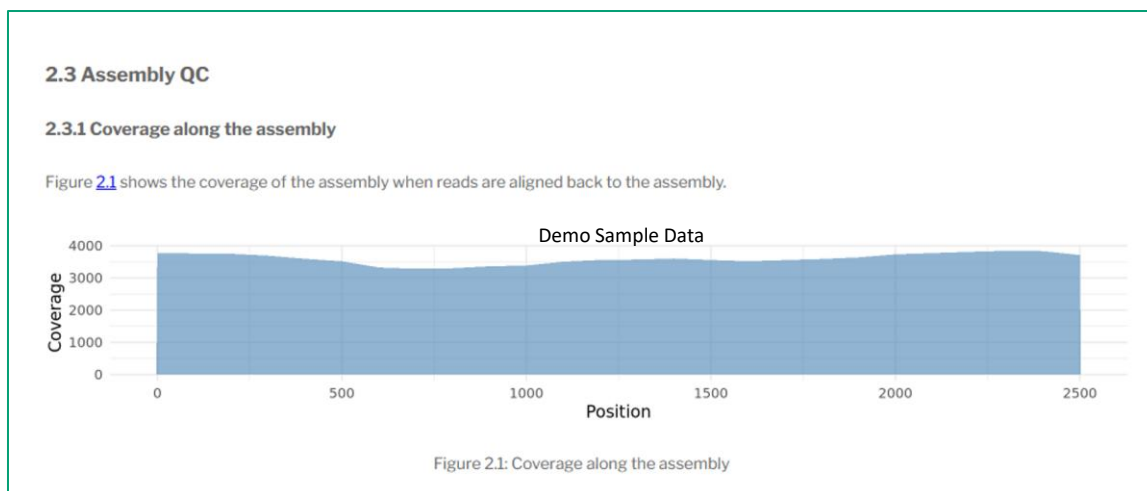 2.3 Assembly QC
2.3.1 Coverage along the assembly
Figure 2.1 shows the coverage of the assembly when reads are aligned back to the assembly.
Demo Sample Data
4000
3000
2000
1000
0
Coverage
0 500 1000 1500 2000 2500
Position
Figure 2.1: Coverage along the assembly